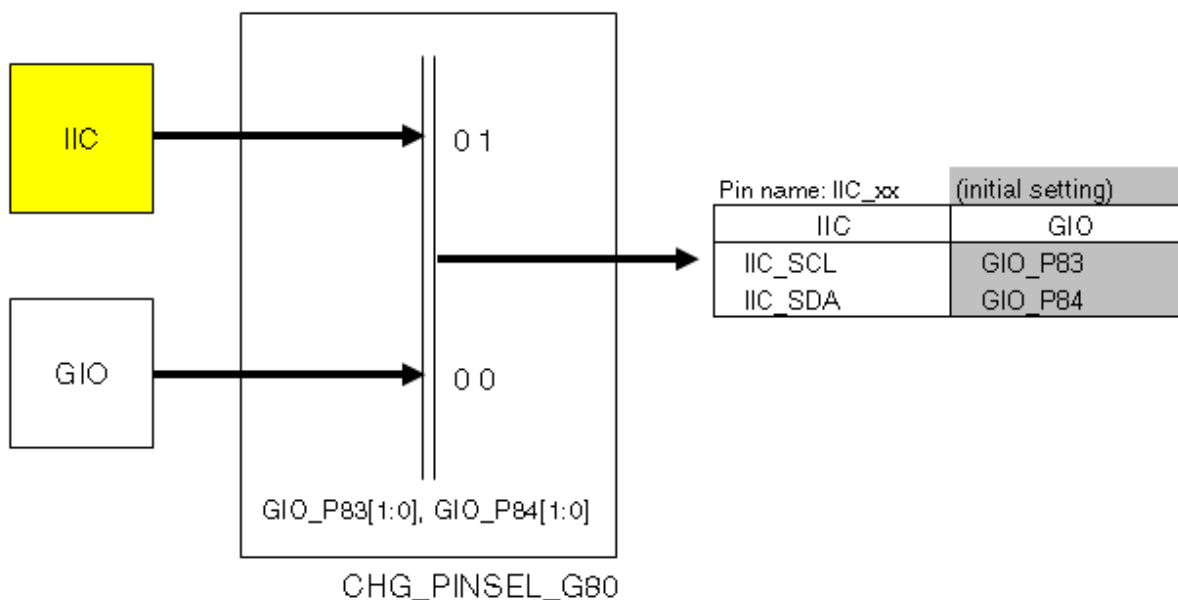 IIC
0 1
Pin name: IIC_xx (initial setting)
IIC GIO
IIC_SCL GIO_P83
IIC_SDA GIO_P84
GIO
0 0
GIO_P83[1:0], GIO_P84[1:0]
CHG_PINSEL_G80